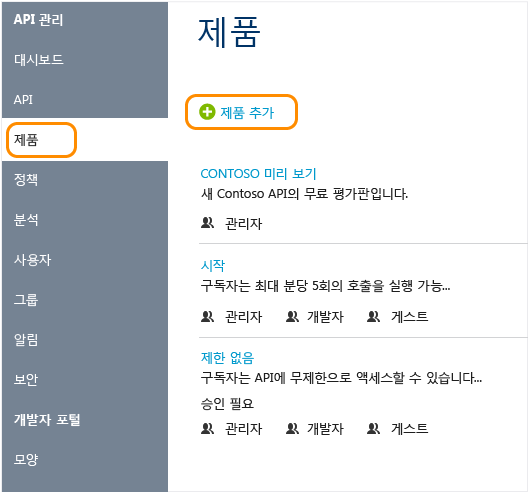 API 관리
대시보드
API
제품
정책
분석
사용자
그룹
알림
보안
개발자 포털
모양
제품
제품 추가
CONTOSO 미리 보기
새 Contoso API의 무료 평가판입니다.
관리자
시작
구독자는 최대 분당 5회의 호출을 실행 가능...
관리자 개발자 게스트
제한 없음
구독자는 API에 무제한으로 액세스할 수 있습니다...
승인 필요
관리자 개발자 게스트